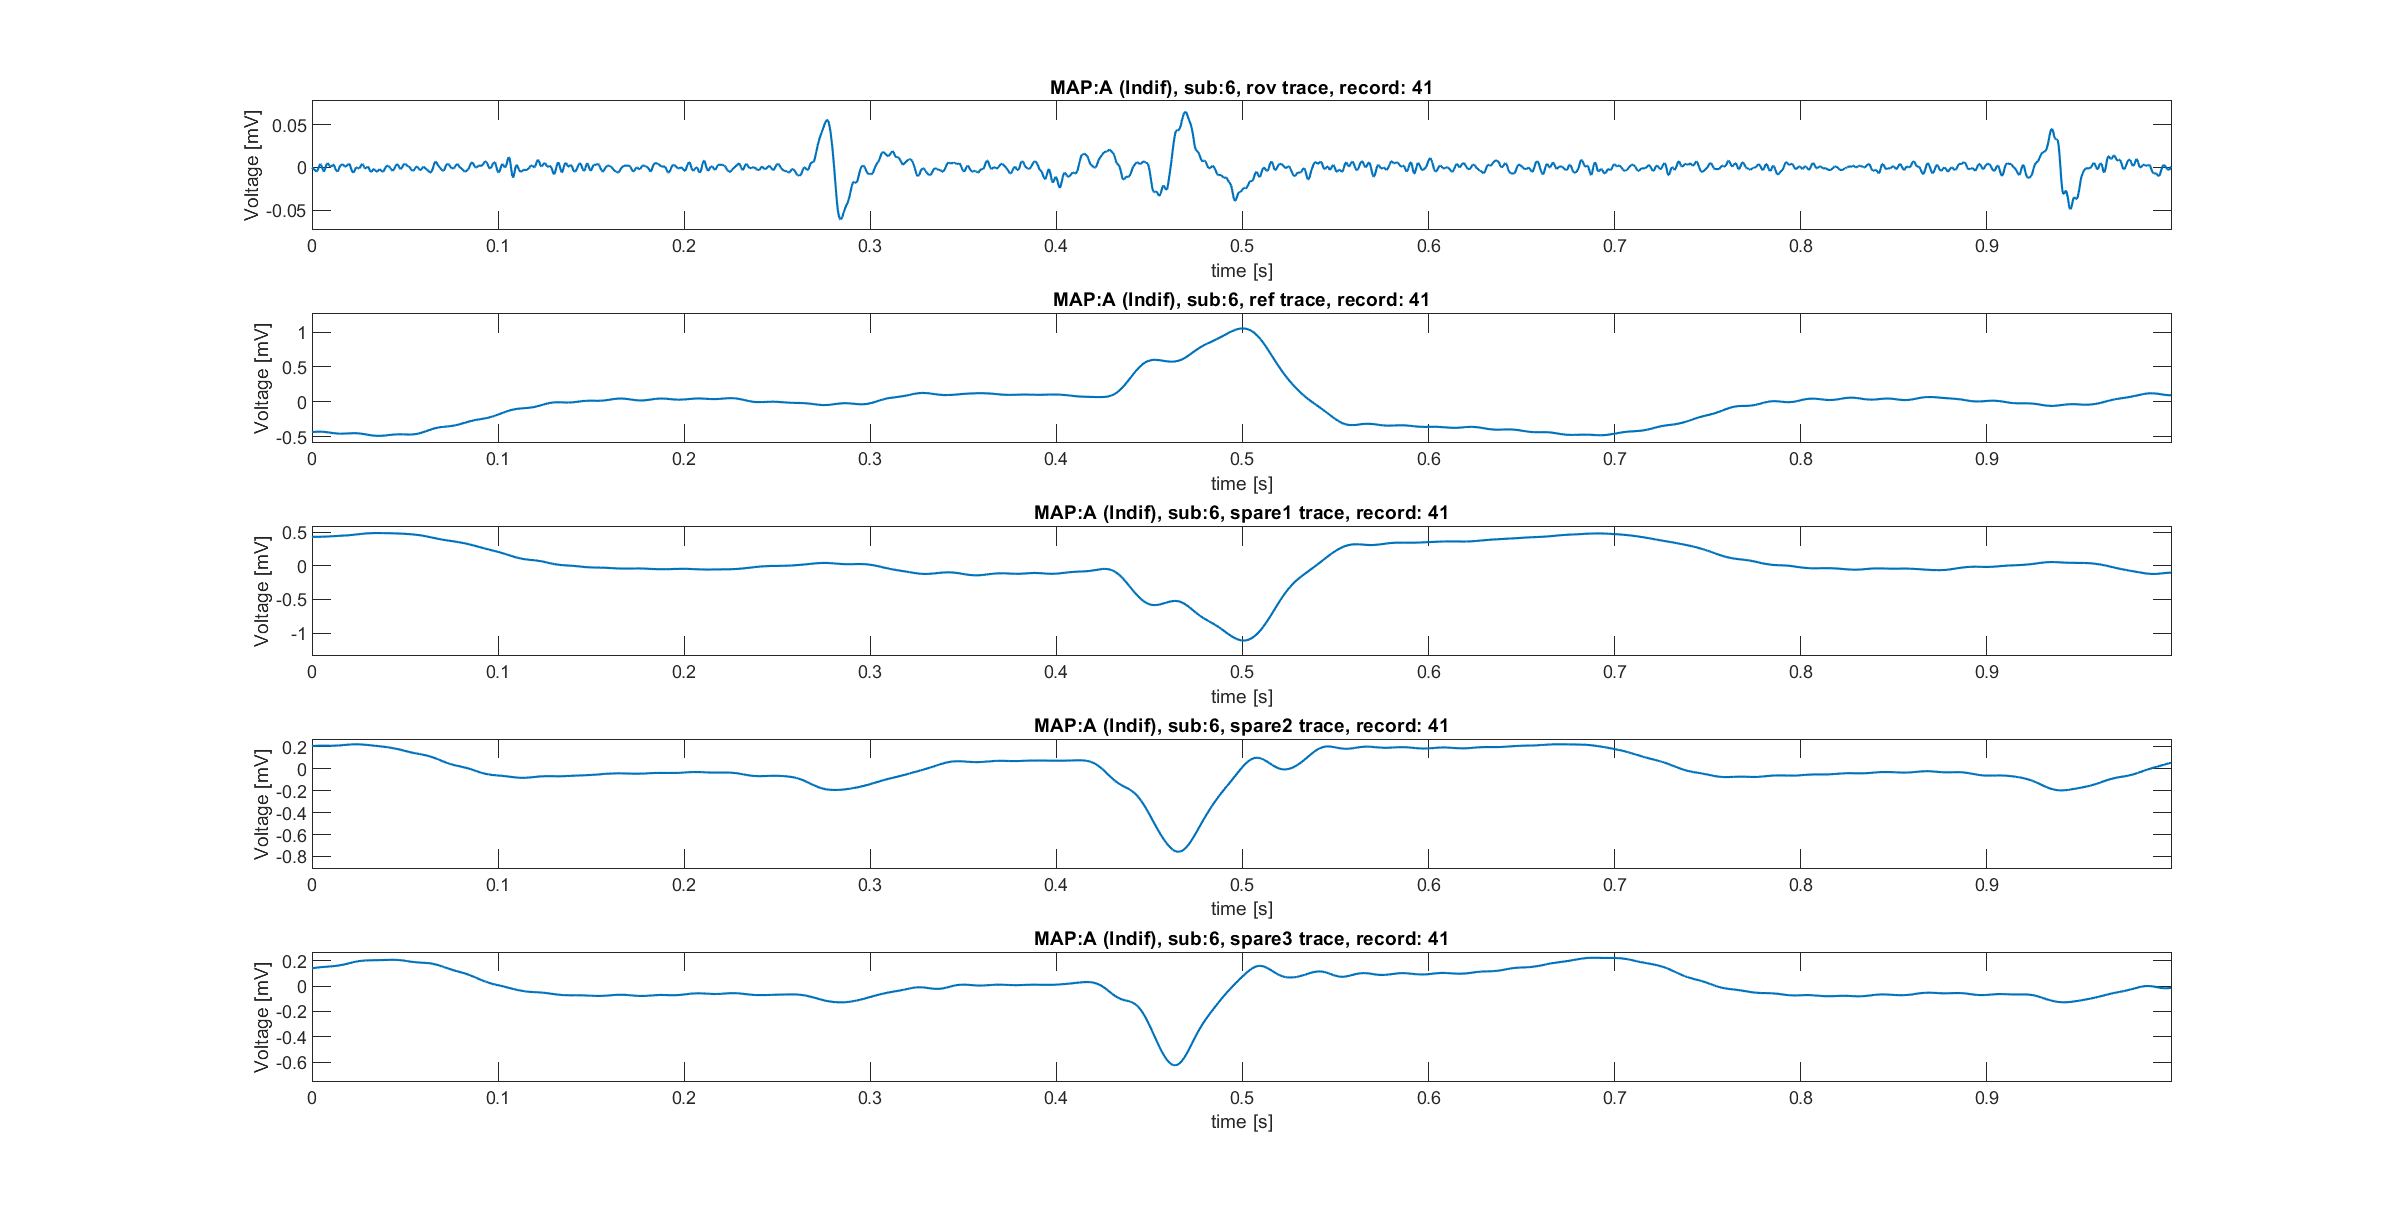 MAP:A (Indif), sub:6, rov trace, record: 41
Voltage [mV]
0.05
0
-0.05
0 0.1 0.2 0.3 0.4 0.5 0.6 0.7 0.8 0.9
time [s]
MAP:A (Indif), sub:6, ref trace, record: 41
Voltage [mV]
1
0.5
0
-0.5
0 0.1 0.2 0.3 0.4 0.5 0.6 0.7 0.8 0.9
time [s]
MAP:A (Indif), sub:6, spare1 trace, record: 41
Voltage [mV]
0.5
0
-0.5
-1
0 0.1 0.2 0.3 0.4 0.5 0.6 0.7 0.8 0.9
time [s]
MAP:A (Indif), sub:6, spare2 trace, record: 41
Voltage [mV]
0.2
0
-0.2
-0.4
-0.6
-0.8
0 0.1 0.2 0.3 0.4 0.5 0.6 0.7 0.8 0.9
time [s]
MAP:A (Indif), sub:6, spare3 trace, record: 41
Voltage [mV]
0.2
0
-0.2
-0.4
-0.6
0 0.1 0.2 0.3 0.4 0.5 0.6 0.7 0.8 0.9
time [s]